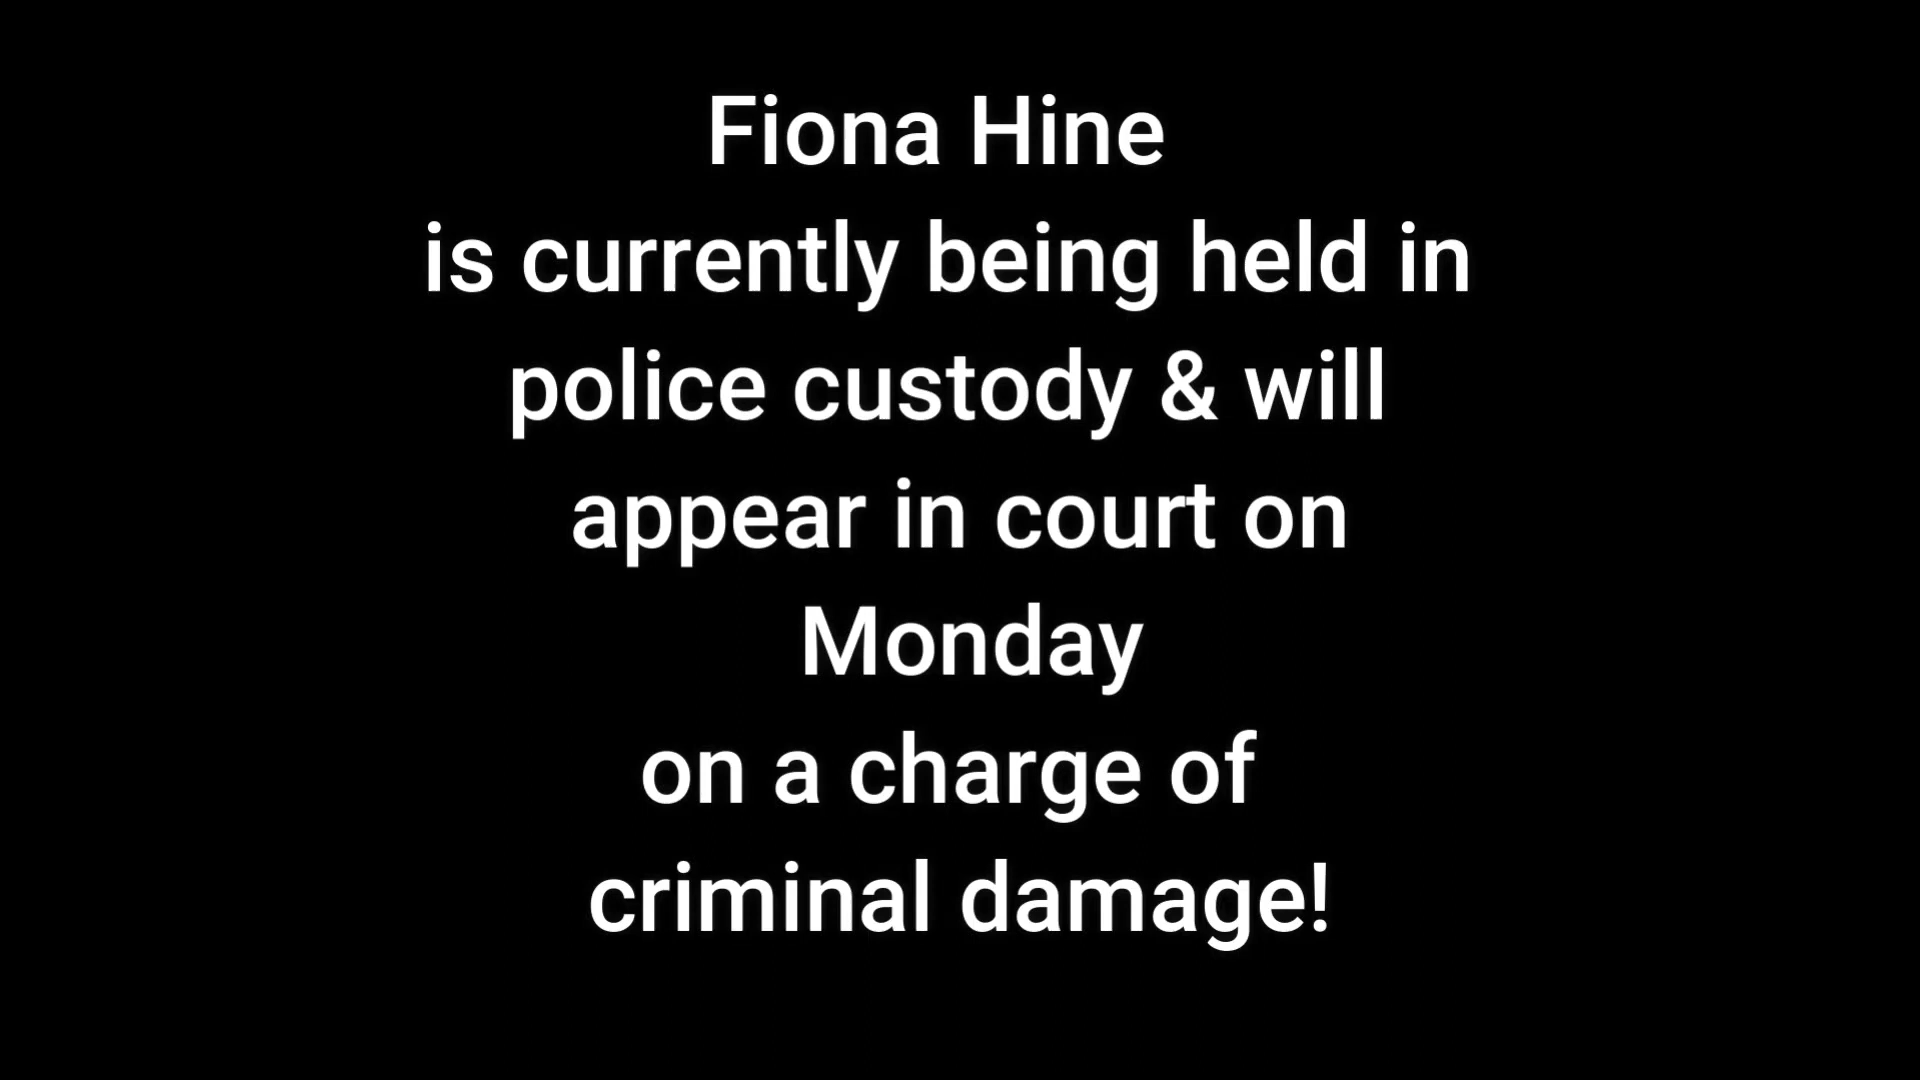 Fiona Hine
is currently being held in
police custody & will
appear in court on
Monday
on a charge of
criminal damage!